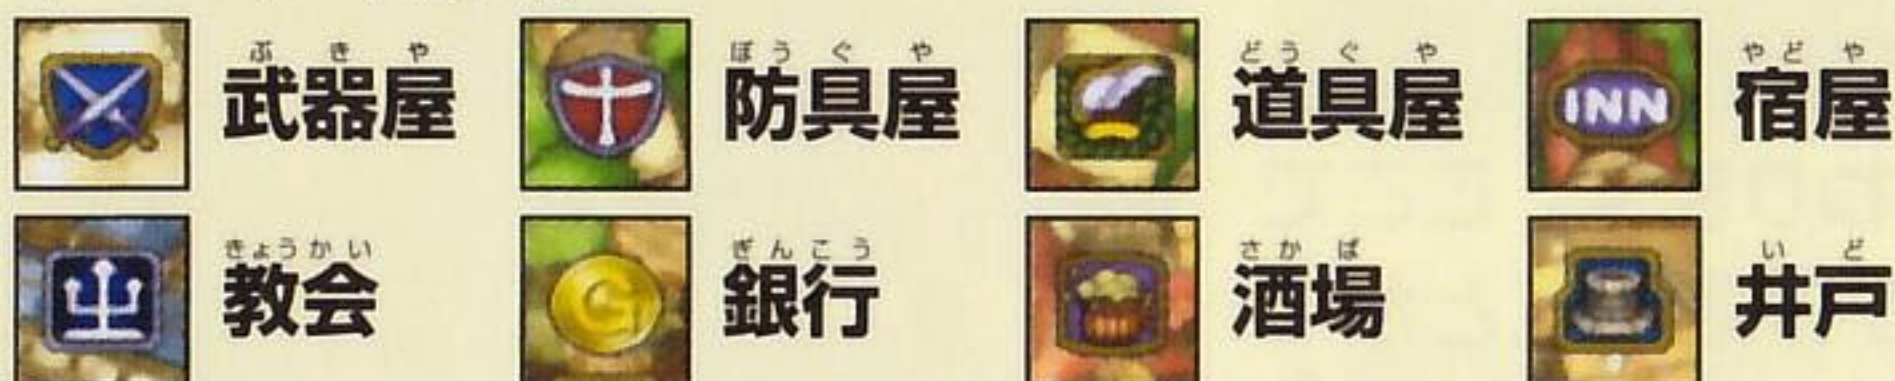 ぶきや ぼうぐや どうぐや やどや
武器屋 防具屋 道具屋 INN 宿屋
きょうかい ぎんこう さかば いど
教会 G 銀行 酒場 井戸